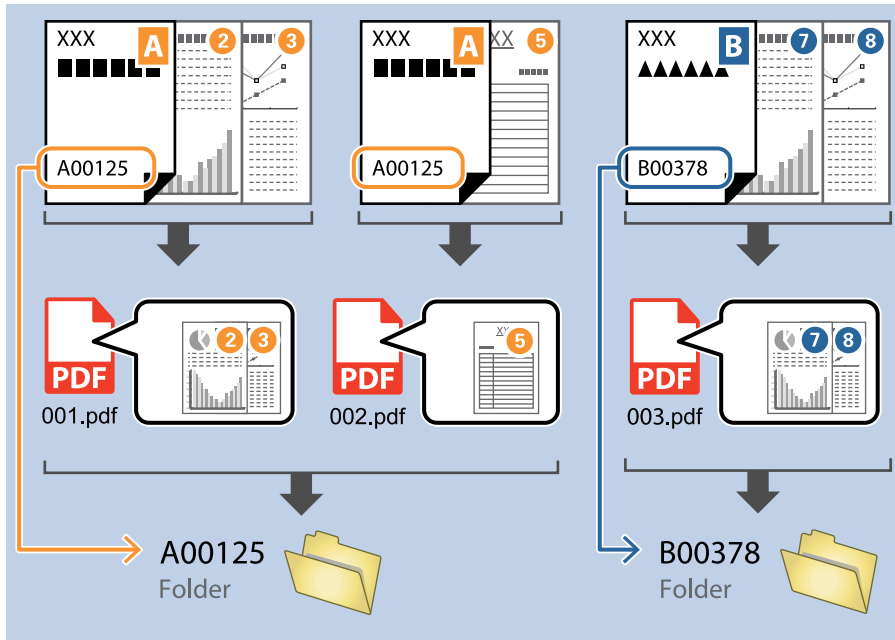 XXX
A
2
3
A00125
XXX
A
XX
5
A00125
XXX
B
7
8
B00378
2
3
PDF
001.pdf
5
PDF
002.pdf
7
8
PDF
003.pdf
A00125
Folder
B00378
Folder